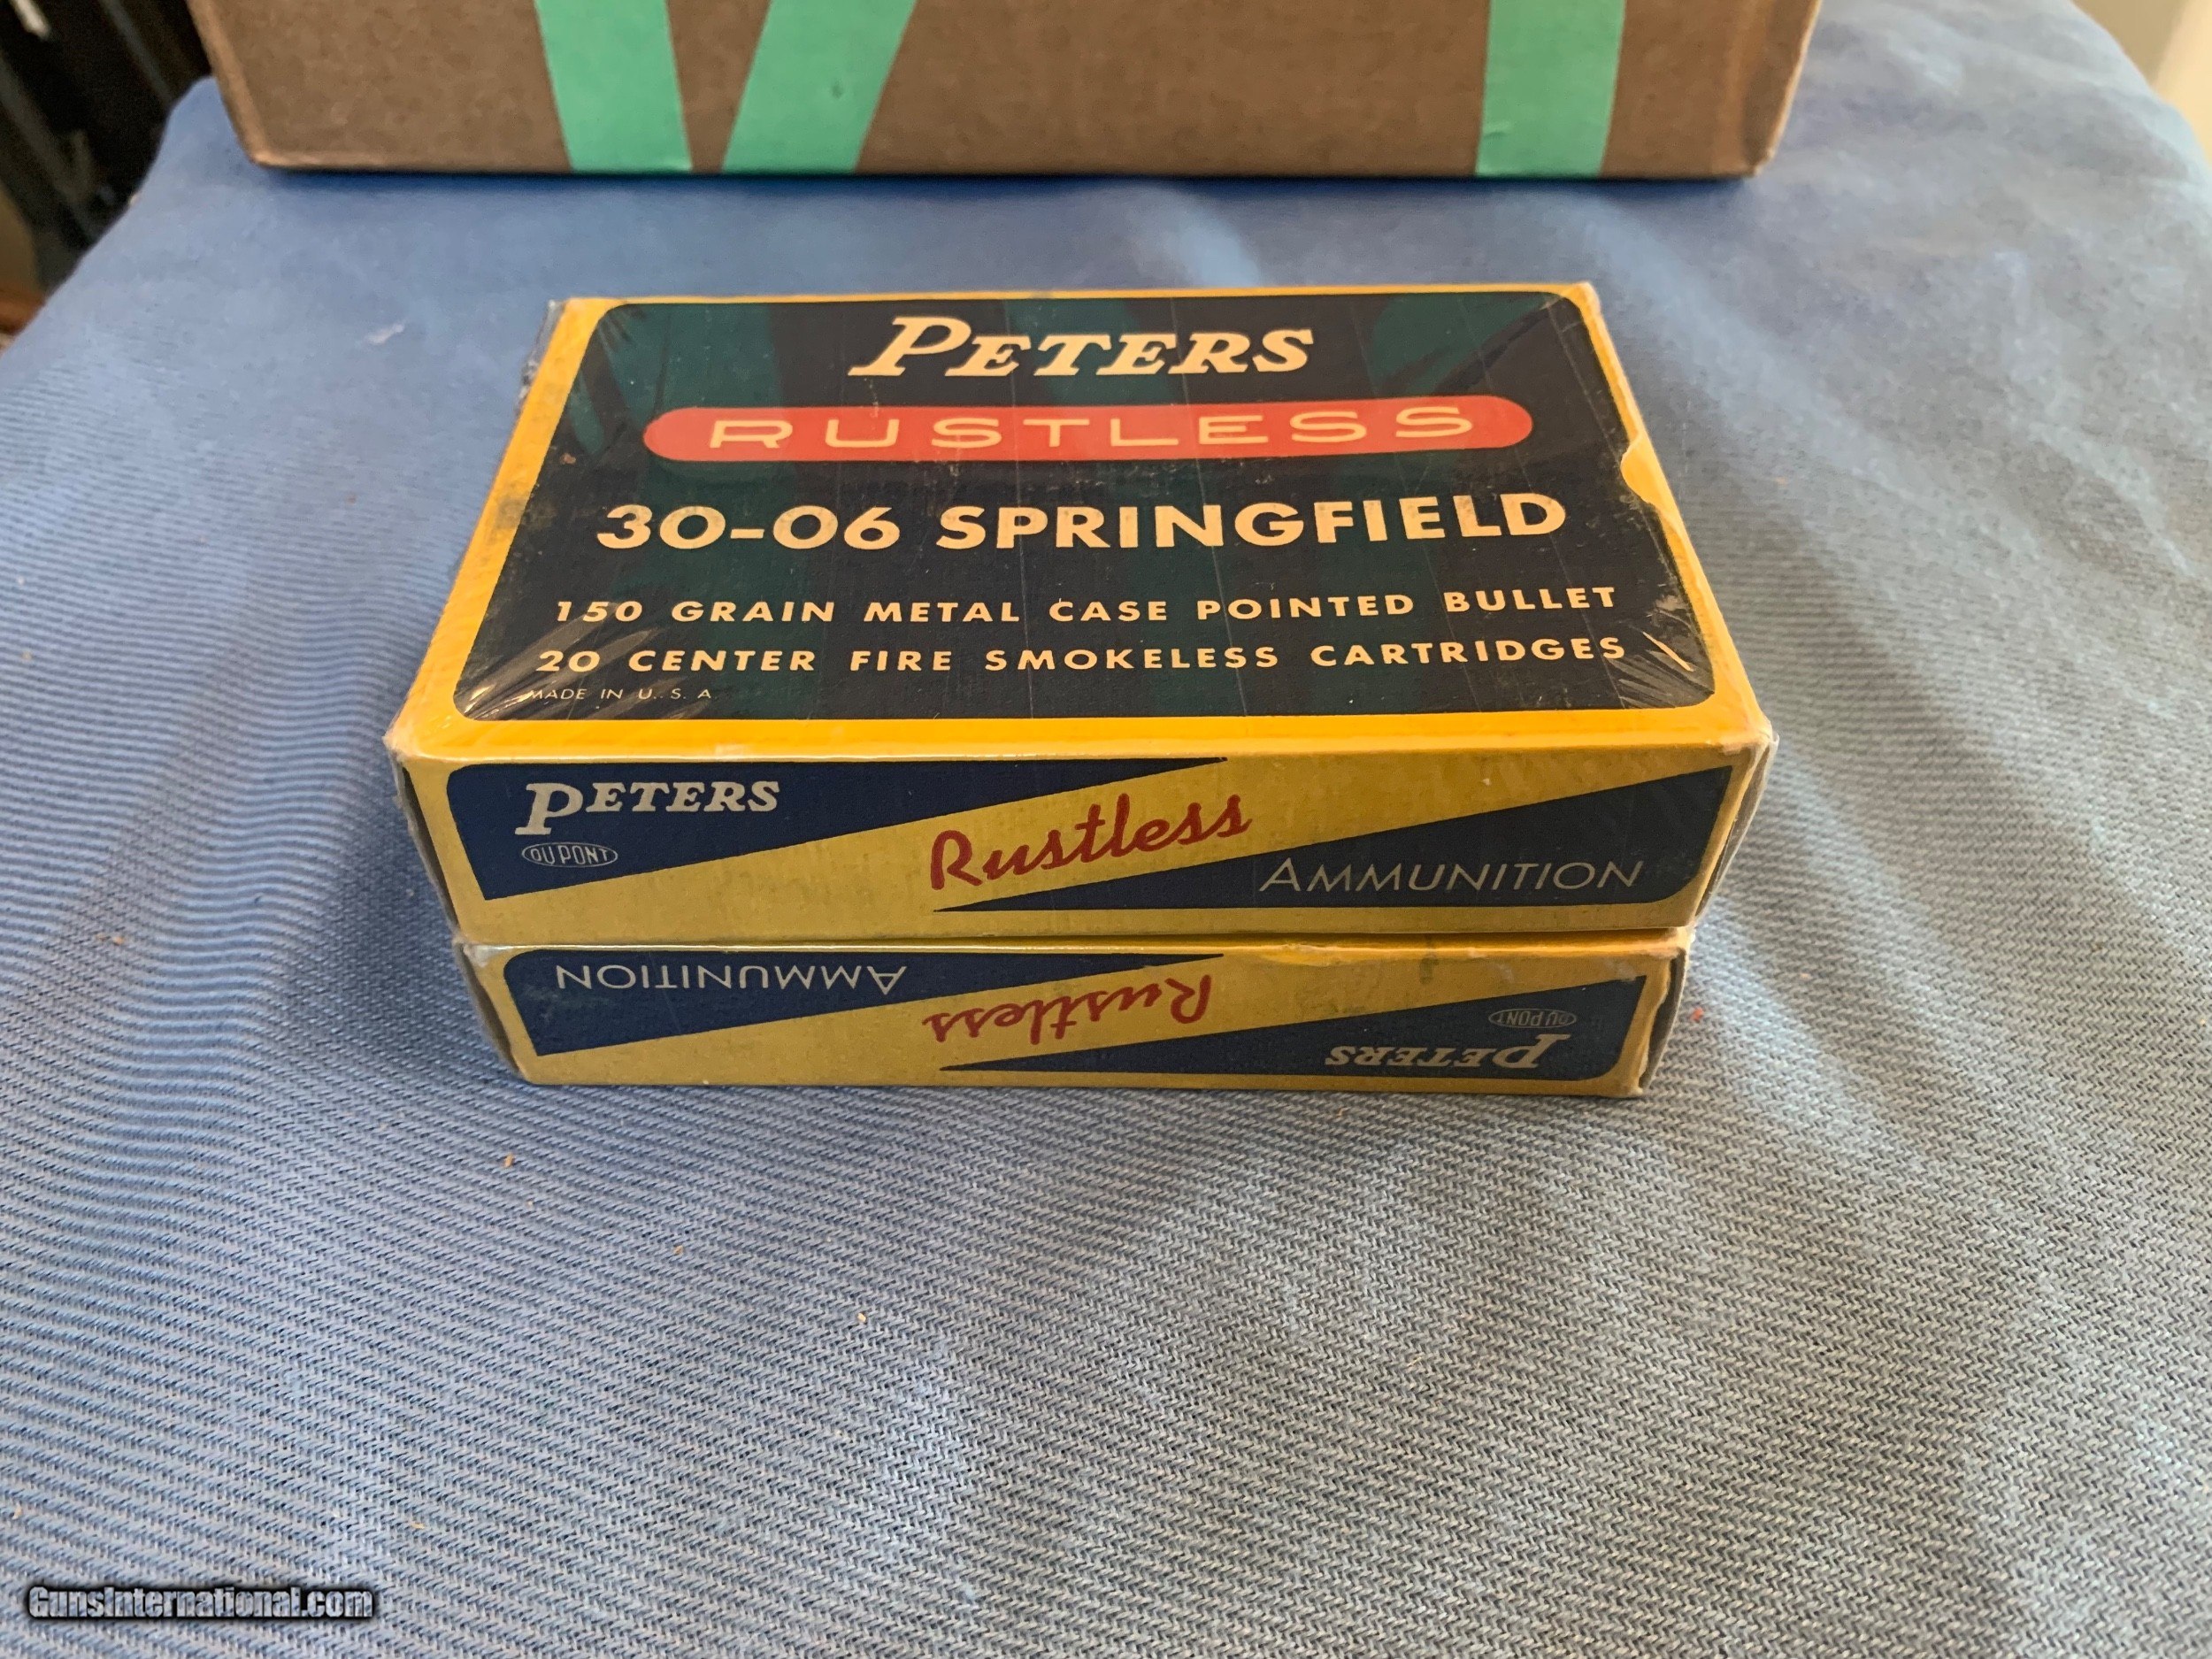 PETERS
RUSTLESS
30-06 SPRINGFIELD
150 GRAIN METAL CASE POINTED BULLET
20 CENTER FIRE SMOKELESS CARTRIDGES
MADE IN U. S. A.
PETERS
DU PONT
Rustless
AMMUNITION
AMMUNITION
Rustless
DU PONT
PETERS
GunsInternational.com